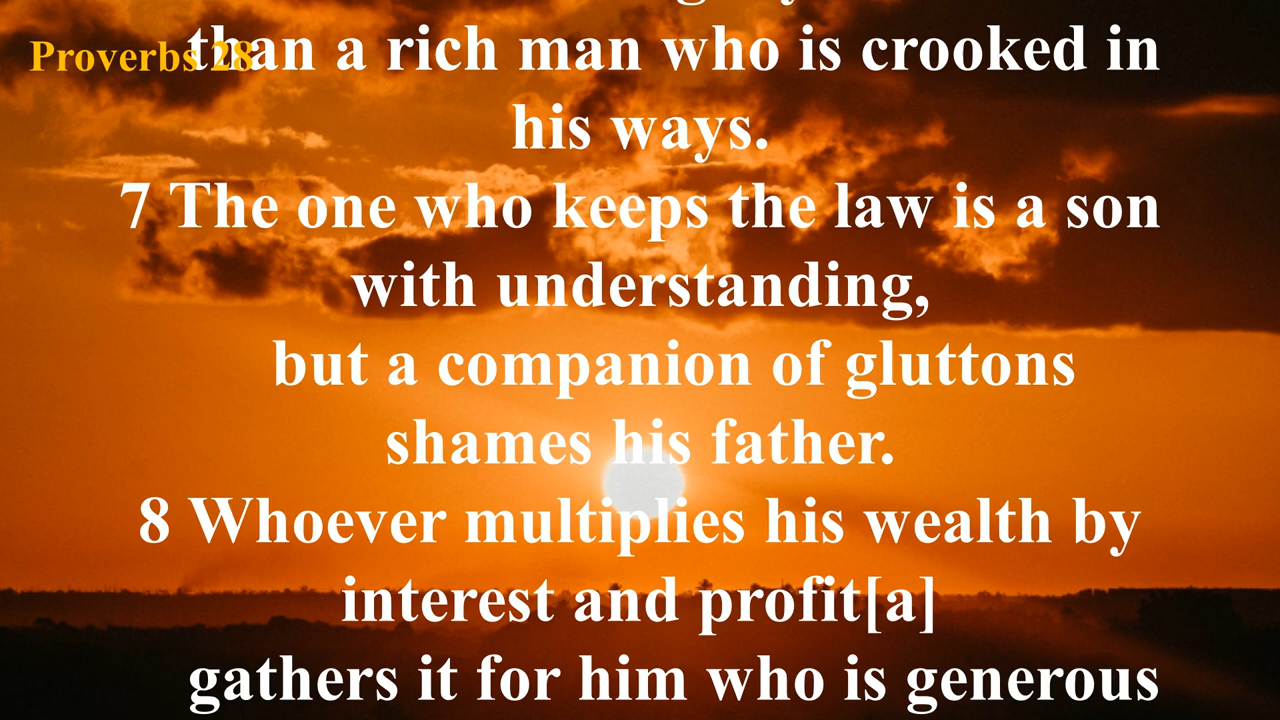 Proverbs 28
than a rich man who is crooked in
his ways.
7 The one who keeps the law is a son
with understanding,
but a companion of gluttons
shames his father.
8 Whoever multiplies his wealth by
interest and profit[a]
gathers it for him who is generous